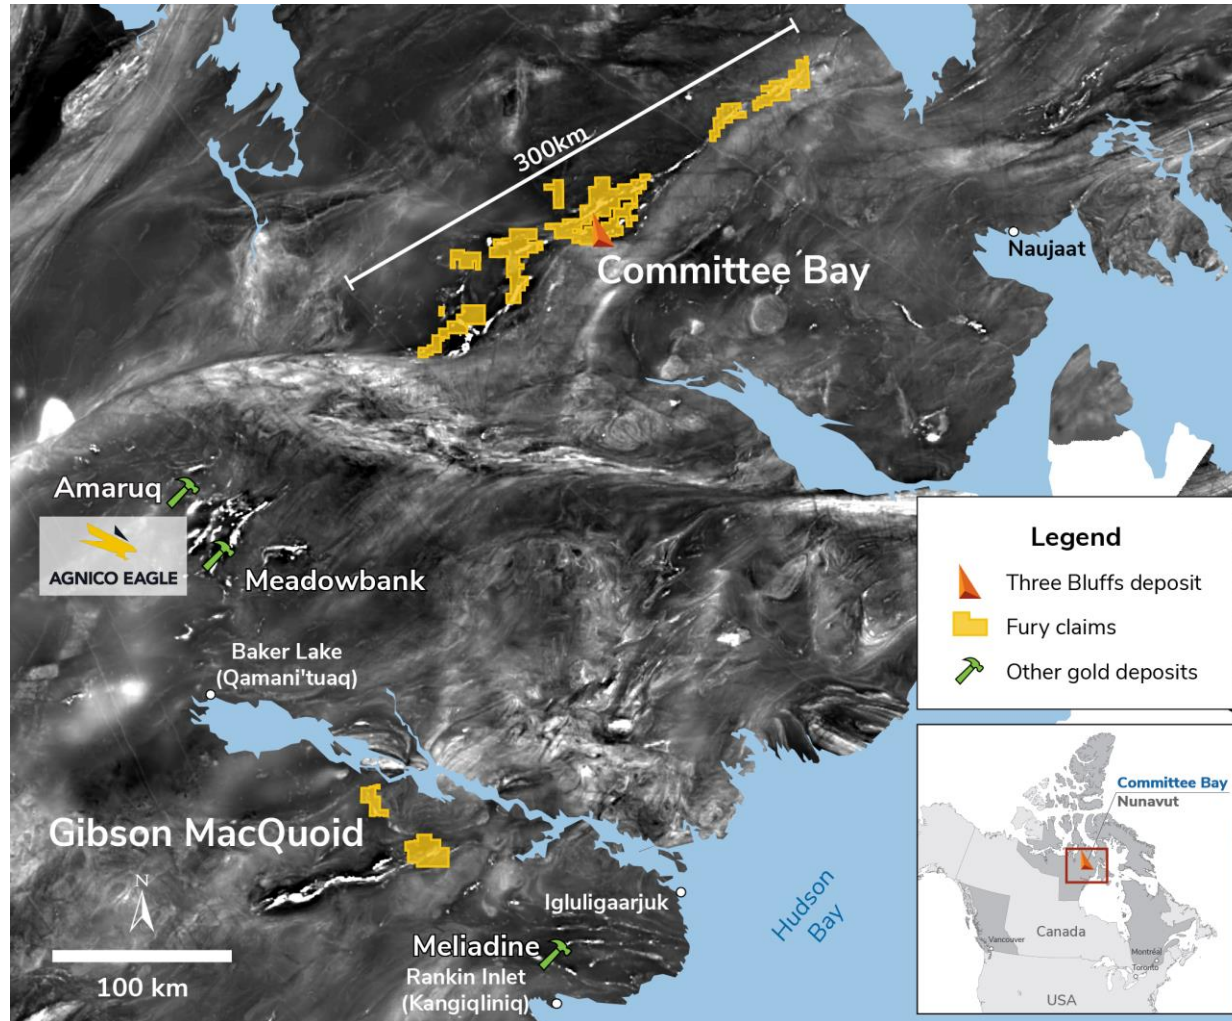 300km
Naujaat
Committee Bay
Amaruq
AGNICO EAGLE
Meadowbank
Baker Lake
(Qamani'tuaq)
Gibson MacQuoid
N
100 km
Igluligaarjuk
Meliadine
Rankin Inlet
(Kangiqliniq)
Hudson
Bay
Legend
Three Bluffs deposit
Fury claims
Other gold deposits
Committee Bay
Nunavut
Canada
Vancouver
Montréal
Toronto
USA